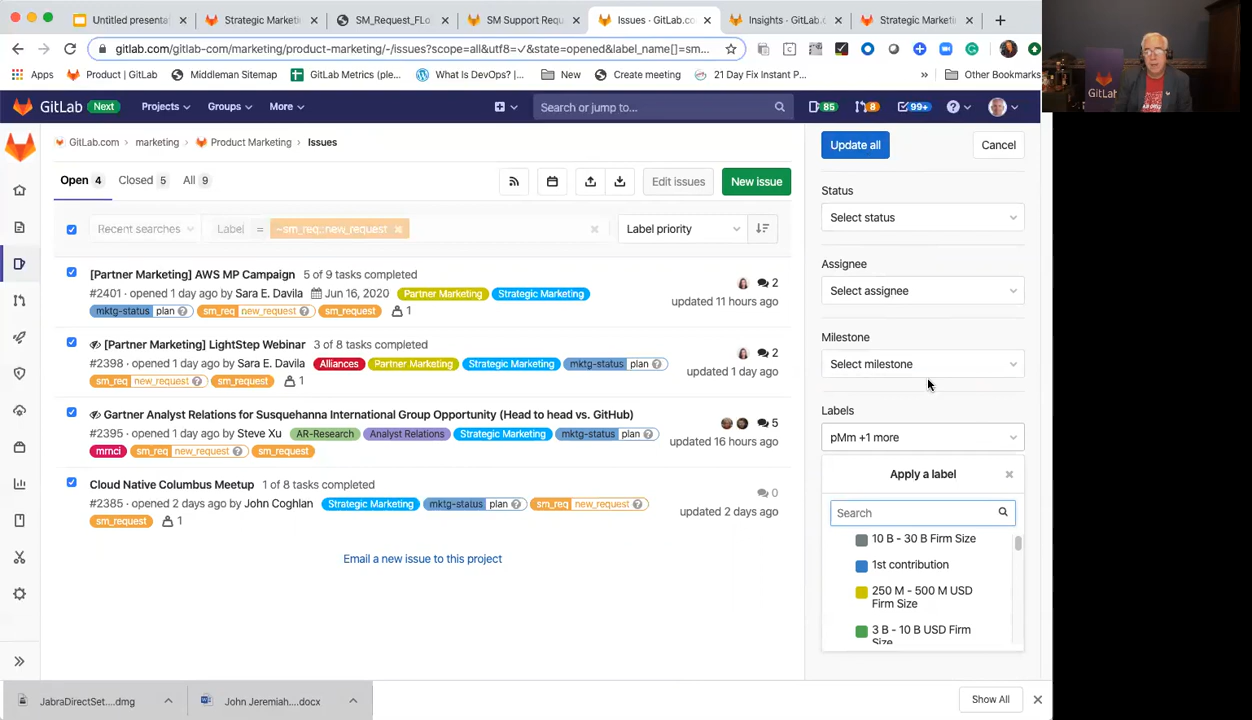 Untitled presenta
Strategic Marketi
SM_Request_FLo
SM Support Requ
Issues · GitLab.co
Insights · GitLab.c
Strategic Marketi
gitlab.com/gitlab-com/marketing/product-marketing/-/issues?scope=all&utf8=✓&state=opened&label_name[]=sm...
Apps
Product | GitLab
Middleman Sitemap
GitLab Metrics (ple...
What Is DevOps? |...
New
Create meeting
21 Day Fix Instant P...
»
Other Bookmarks
GitLab
GitLab
Next
Projects
Groups
More
Search or jump to...
85
8
99+
GitLab.com > marketing > Product Marketing > Issues
Open 4
Closed 5
All 9
Edit issues
New issue
Recent searches
Label
=
~sm_req::new_request ×
Label priority
[Partner Marketing] AWS MP Campaign 5 of 9 tasks completed
2
#2401 · opened 1 day ago by Sara E. Davila Jun 16, 2020 Partner Marketing Strategic Marketing
updated 11 hours ago
mktg-status plan sm_req new_request sm_request 1
[Partner Marketing] LightStep Webinar 3 of 8 tasks completed
2
#2398 · opened 1 day ago by Sara E. Davila Alliances Partner Marketing Strategic Marketing mktg-status plan
updated 1 day ago
sm_req new_request sm_request 1
Gartner Analyst Relations for Susquehanna International Group Opportunity (Head to head vs. GitHub)
5
#2395 · opened 1 day ago by Steve Xu AR-Research Analyst Relations Strategic Marketing mktg-status plan
updated 16 hours ago
mrnci sm_req new_request sm_request
Cloud Native Columbus Meetup 1 of 8 tasks completed
0
#2385 · opened 2 days ago by John Coghlan Strategic Marketing mktg-status plan sm_req new_request
updated 2 days ago
sm_request 1
Email a new issue to this project
Update all
Cancel
Status
Select status
Assignee
Select assignee
Milestone
Select milestone
Labels
pMm +1 more
Apply a label
Search
10 B - 30 B Firm Size
1st contribution
250 M - 500 M USD
Firm Size
3 B - 10 B USD Firm
Size
JabraDirectSet....dmg
John Jeremiah....docx
Show All